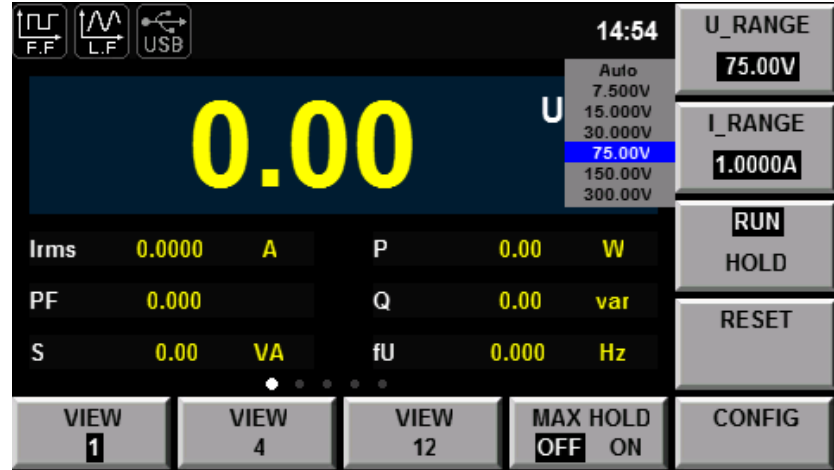 F.F L.F USB 14:54
U_RANGE
75.00V
Auto
7.500V
15.000V
30.000V
75.00V
150.00V
300.00V
0.00 U
I_RANGE
1.0000A
RUN
HOLD
Irms 0.0000 A P 0.00 W
PF 0.000 Q 0.00 var
S 0.00 VA fU 0.000 Hz
RESET
VIEW
1
VIEW
4
VIEW
12
MAX HOLD
OFF ON
CONFIG